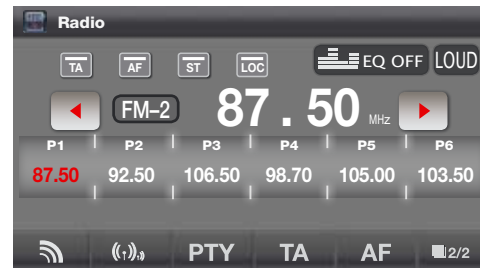 Radio
TA AF ST LOC EQ OFF LOUD
FM-2 87.50 MHz
P1 P2 P3 P4 P5 P6
87.50 92.50 106.50 98.70 105.00 103.50
PTY TA AF 2/2